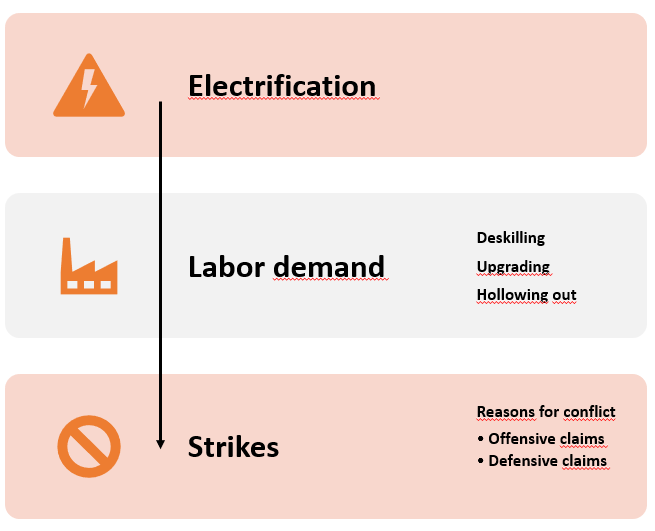 Electrification
Labor demand
Deskilling
Upgrading
Hollowing out
Strikes
Reasons for conflict
• Offensive claims
• Defensive claims